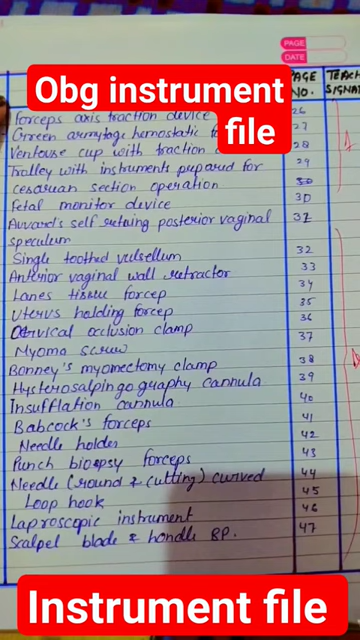 PAGE
DATE
PAGE NO.
TEACH
SIGNAT
Obg instrument
file
forceps axis traction device 26
Green armytage hemostatic 27
Ventouse cup with traction 28
Trolley with instruments prepared for 29
cesarean section operation 30
Fetal monitor device 30
Auvard's self retaining posterior vaginal 32
speculum
Single toothed vulsellum 32
Anterior vaginal wall retractor 33
Lanes tissue forcep 34
Uterus holding forcep 35
Cervical occlusion clamp 36
Myoma screw 37
Bonney's myomectomy clamp 38
Hysterosalpingography cannula 39
Insufflation cannula 40
Babcock's forceps 41
Needle holder 42
Punch biopsy forceps 43
Needle (round & cutting) curved 44
Loop hook 45
Laproscopic instrument 46
Scalpel blade & handle BP. 47
Instrument file